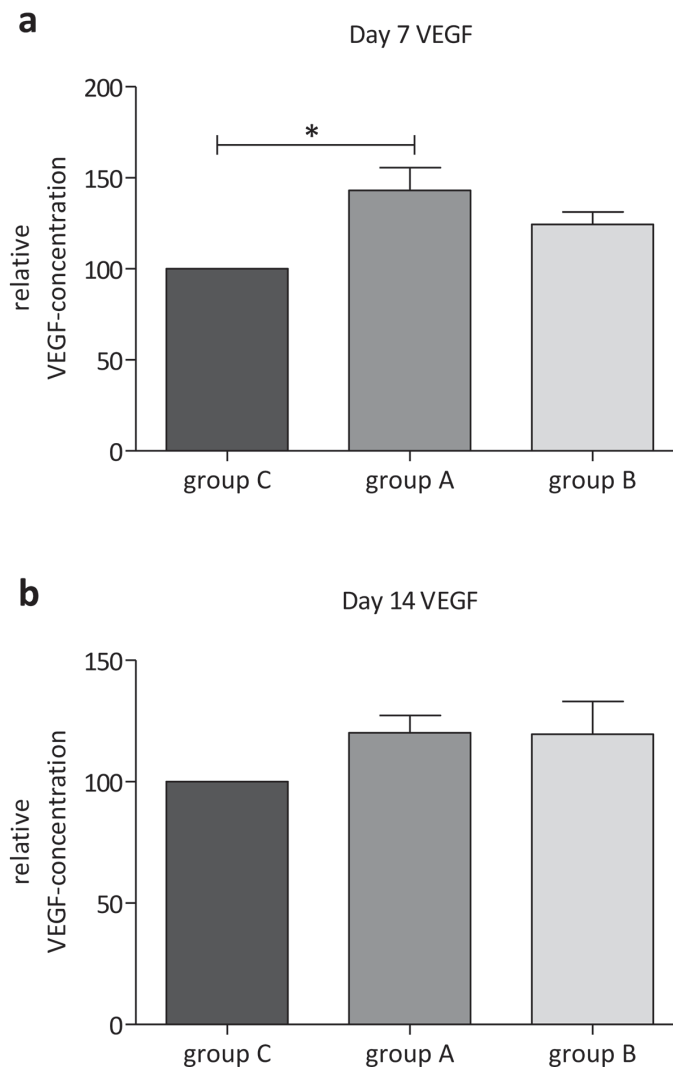 a
Day 7 VEGF
relative
VEGF-concentration
200
150
100
50
0
*
group C
group A
group B
b
Day 14 VEGF
relative
VEGF-concentration
150
100
50
0
group C
group A
group B